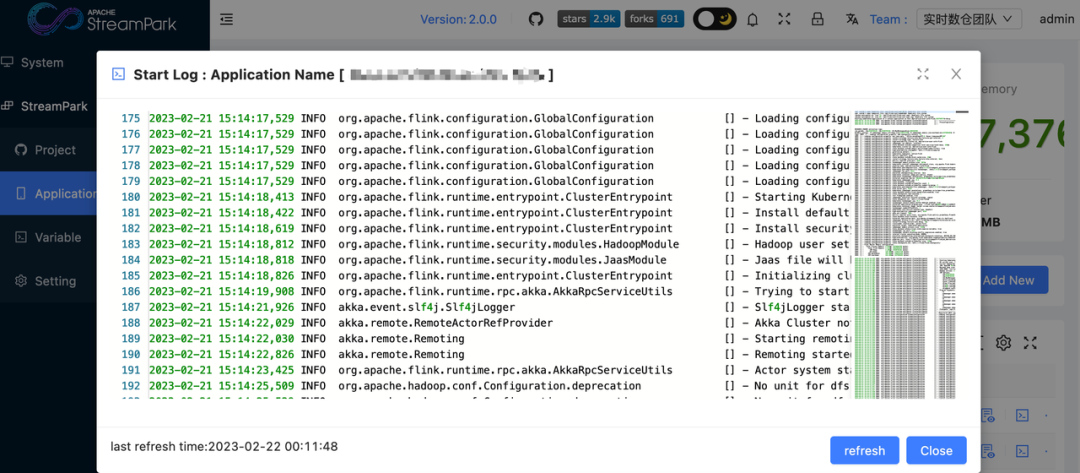 APACHE
StreamPark
Version: 2.0.0
stars 2.9k
forks 691
Team :
实时数仓团队
admin
System
StreamPark
Project
Application
Variable
Setting
Start Log : Application Name [ ]
175 2023-02-21 15:14:17,529 INFO org.apache.flink.configuration.GlobalConfiguration [] - Loading configu
176 2023-02-21 15:14:17,529 INFO org.apache.flink.configuration.GlobalConfiguration [] - Loading configu
177 2023-02-21 15:14:17,529 INFO org.apache.flink.configuration.GlobalConfiguration [] - Loading configu
178 2023-02-21 15:14:17,529 INFO org.apache.flink.configuration.GlobalConfiguration [] - Loading configu
179 2023-02-21 15:14:17,529 INFO org.apache.flink.configuration.GlobalConfiguration [] - Loading configu
180 2023-02-21 15:14:18,413 INFO org.apache.flink.runtime.entrypoint.ClusterEntrypoint [] - Starting Kuberne
181 2023-02-21 15:14:18,422 INFO org.apache.flink.runtime.entrypoint.ClusterEntrypoint [] - Install default
182 2023-02-21 15:14:18,619 INFO org.apache.flink.runtime.entrypoint.ClusterEntrypoint [] - Install securit
183 2023-02-21 15:14:18,812 INFO org.apache.flink.runtime.security.modules.HadoopModule [] - Hadoop user set
184 2023-02-21 15:14:18,818 INFO org.apache.flink.runtime.security.modules.JaasModule [] - Jaas file will
185 2023-02-21 15:14:18,826 INFO org.apache.flink.runtime.entrypoint.ClusterEntrypoint [] - Initializing clu
186 2023-02-21 15:14:19,908 INFO org.apache.flink.runtime.rpc.akka.AkkaRpcServiceUtils [] - Trying to start
187 2023-02-21 15:14:21,926 INFO akka.event.slf4j.Slf4jLogger [] - Slf4jLogger sta
188 2023-02-21 15:14:22,029 INFO akka.remote.RemoteActorRefProvider [] - Akka Cluster no
189 2023-02-21 15:14:22,030 INFO akka.remote.Remoting [] - Starting remoti
190 2023-02-21 15:14:22,826 INFO akka.remote.Remoting [] - Remoting starte
191 2023-02-21 15:14:23,425 INFO org.apache.flink.runtime.rpc.akka.AkkaRpcServiceUtils [] - Actor system sta
192 2023-02-21 15:14:25,509 INFO org.apache.hadoop.conf.Configuration.deprecation [] - No unit for dfs
last refresh time:2023-02-22 00:11:48
refresh
Close
emory
7,376
er
MB
Add New